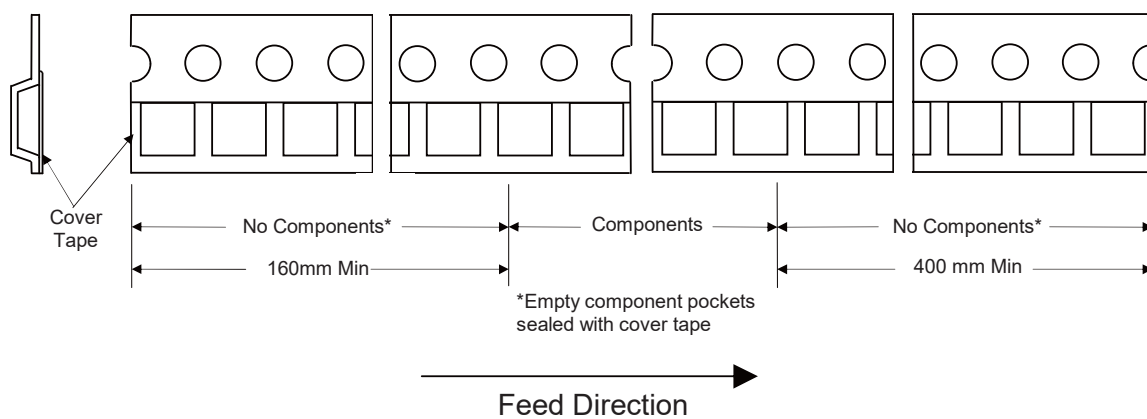 Cover
Tape
No Components*
Components
No Components*
160mm Min
400 mm Min
*Empty component pockets
sealed with cover tape
Feed Direction